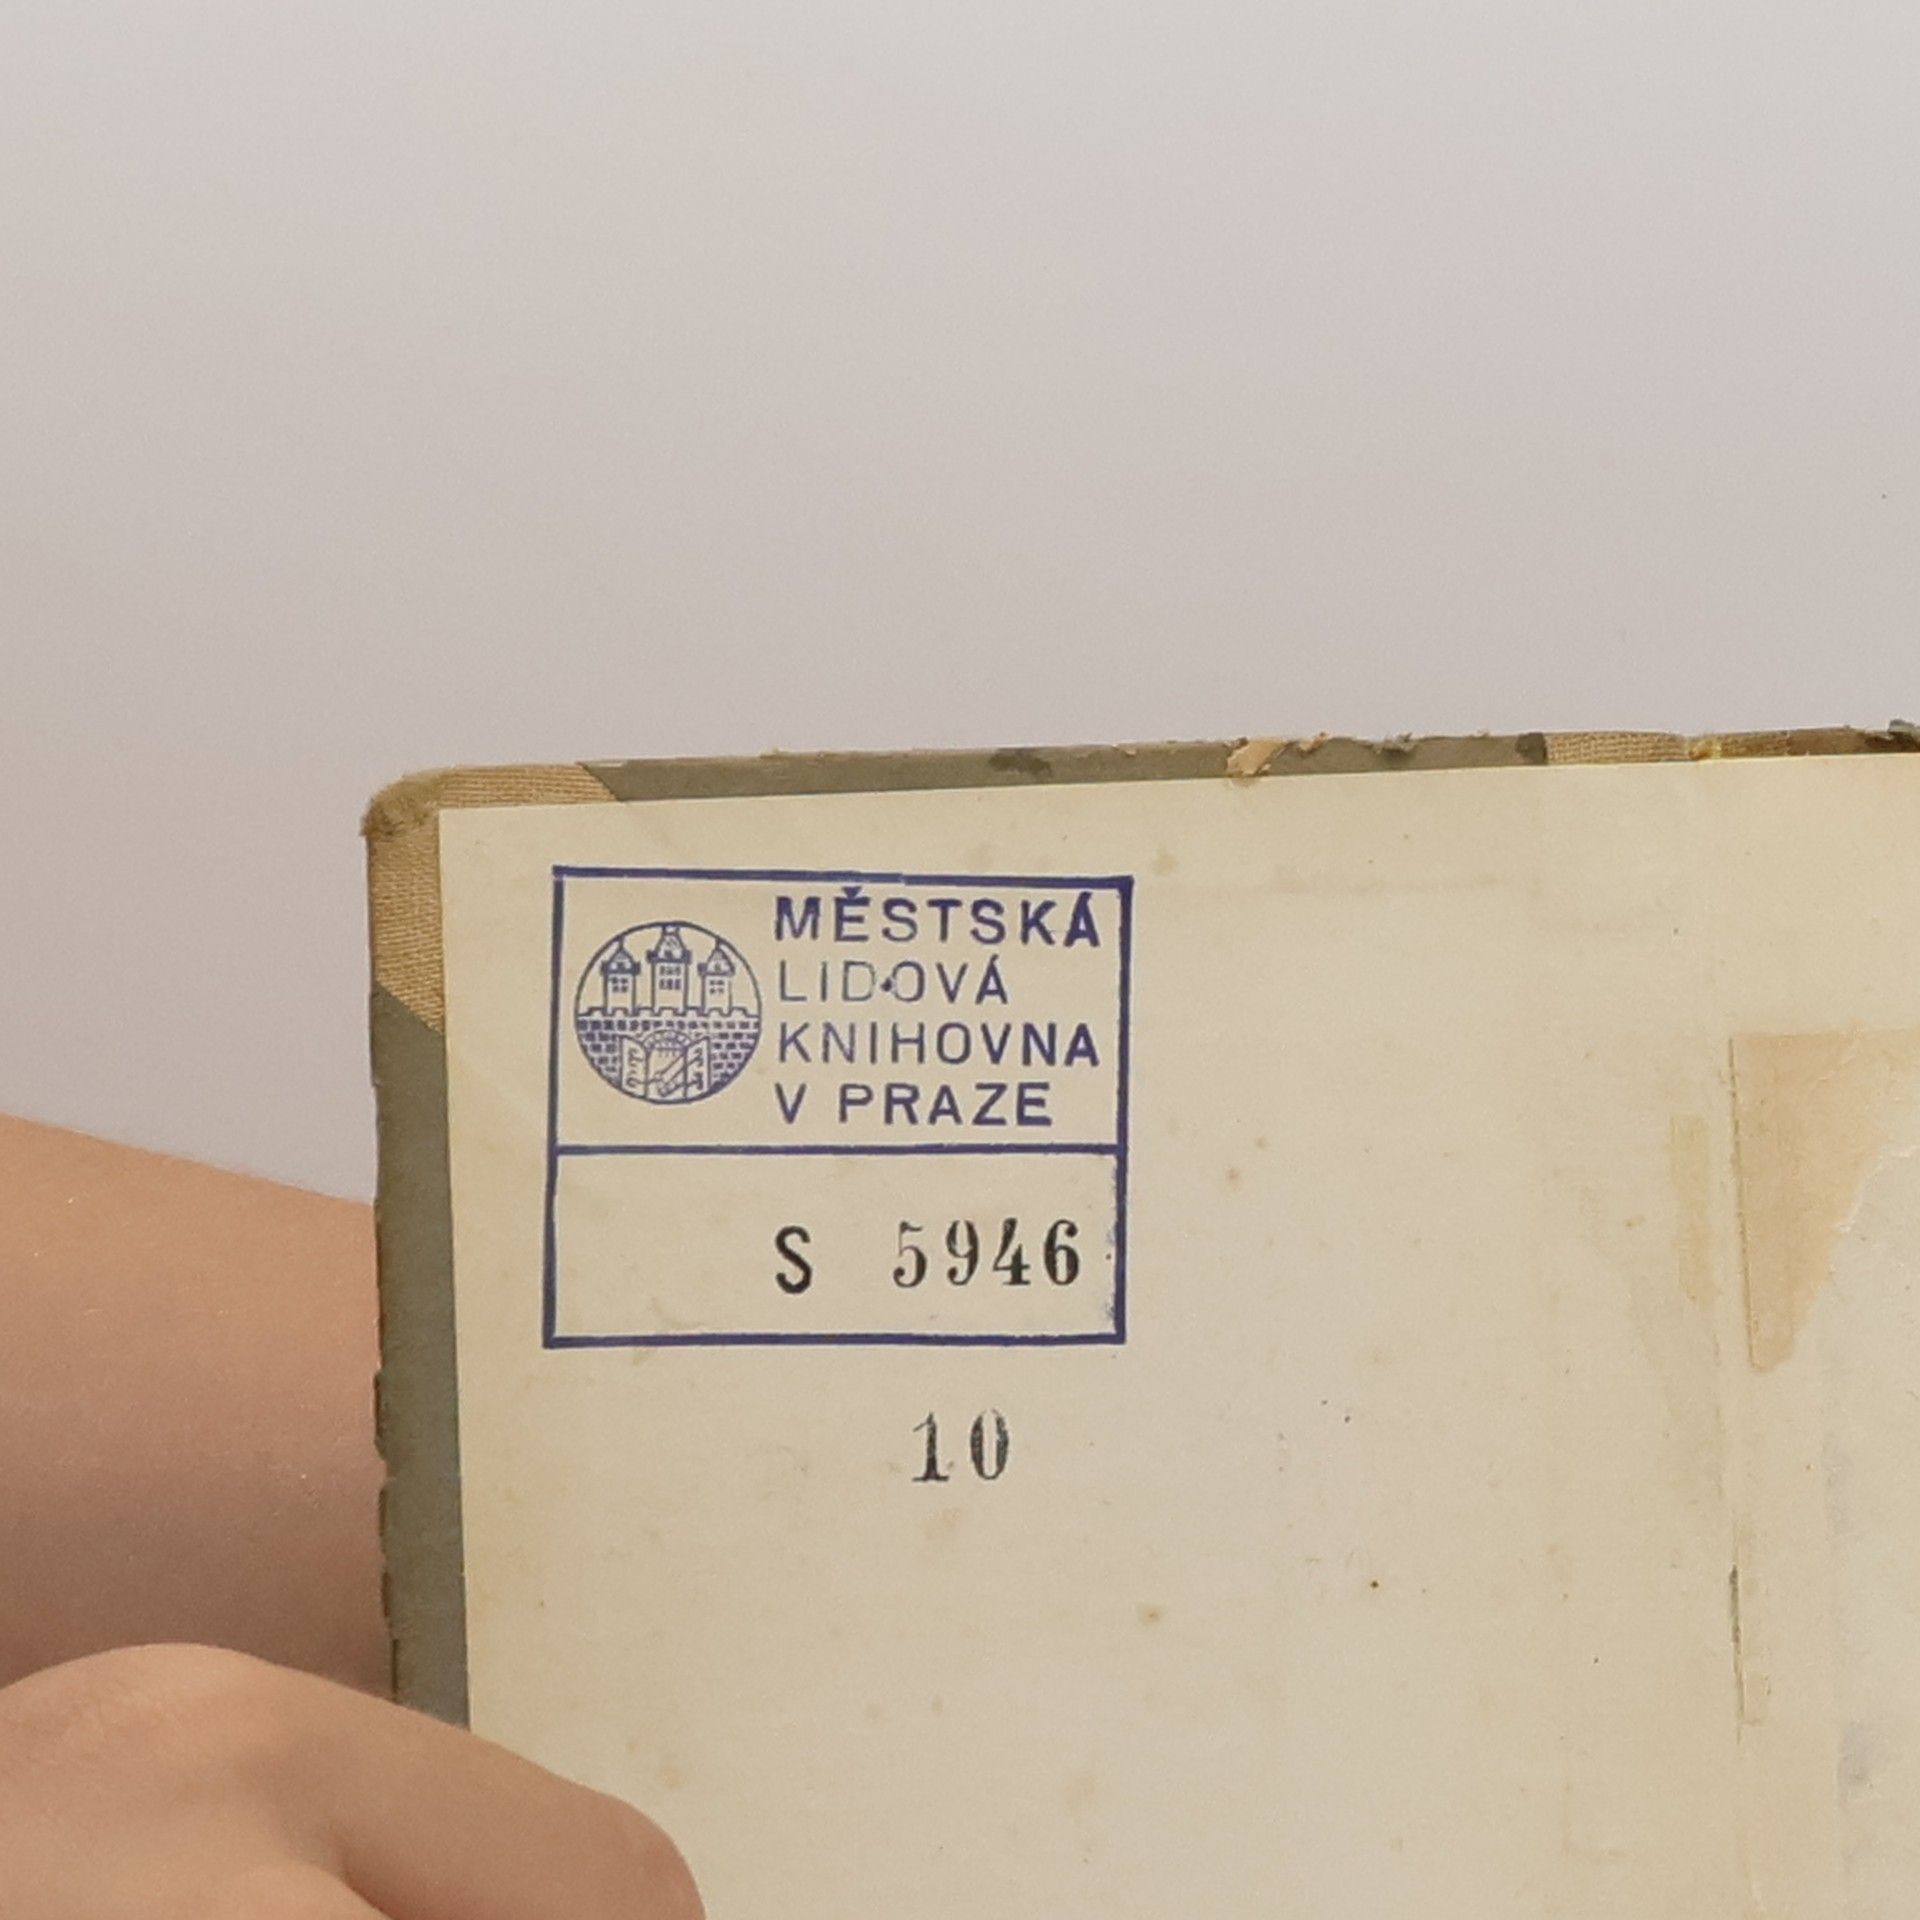 MĚSTSKÁ
LIDOVÁ
KNIHOVNA
V PRAZE
S 5946
10